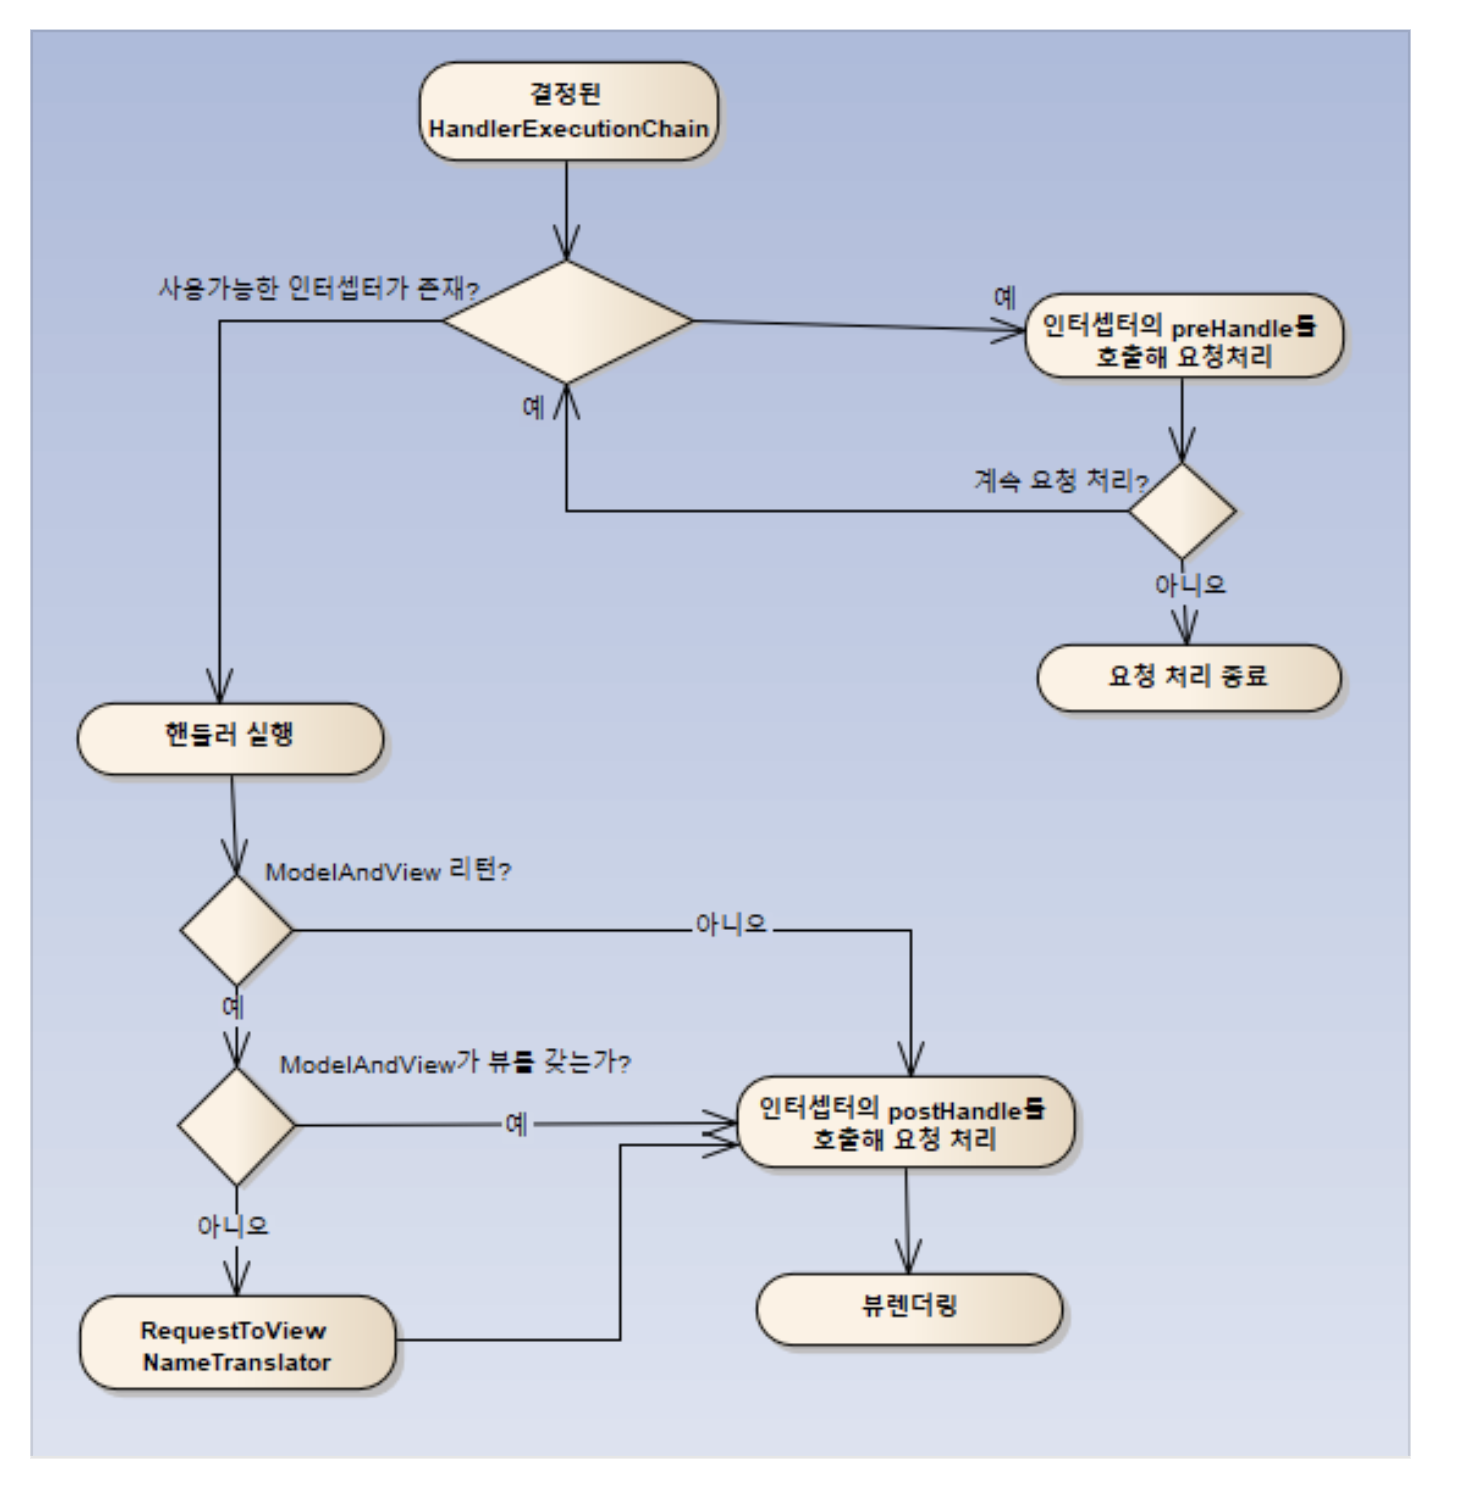 결정된
HandlerExecutionChain
사용가능한 인터셉터가 존재?
예
인터셉터의 preHandle를
호출해 요청처리
예
계속 요청 처리?
아니오
요청 처리 종료
핸들러 실행
ModelAndView 리턴?
아니오
예
ModelAndView가 뷰를 갖는가?
예
인터셉터의 postHandle를
호출해 요청 처리
아니오
뷰렌더링
RequestToView
NameTranslator